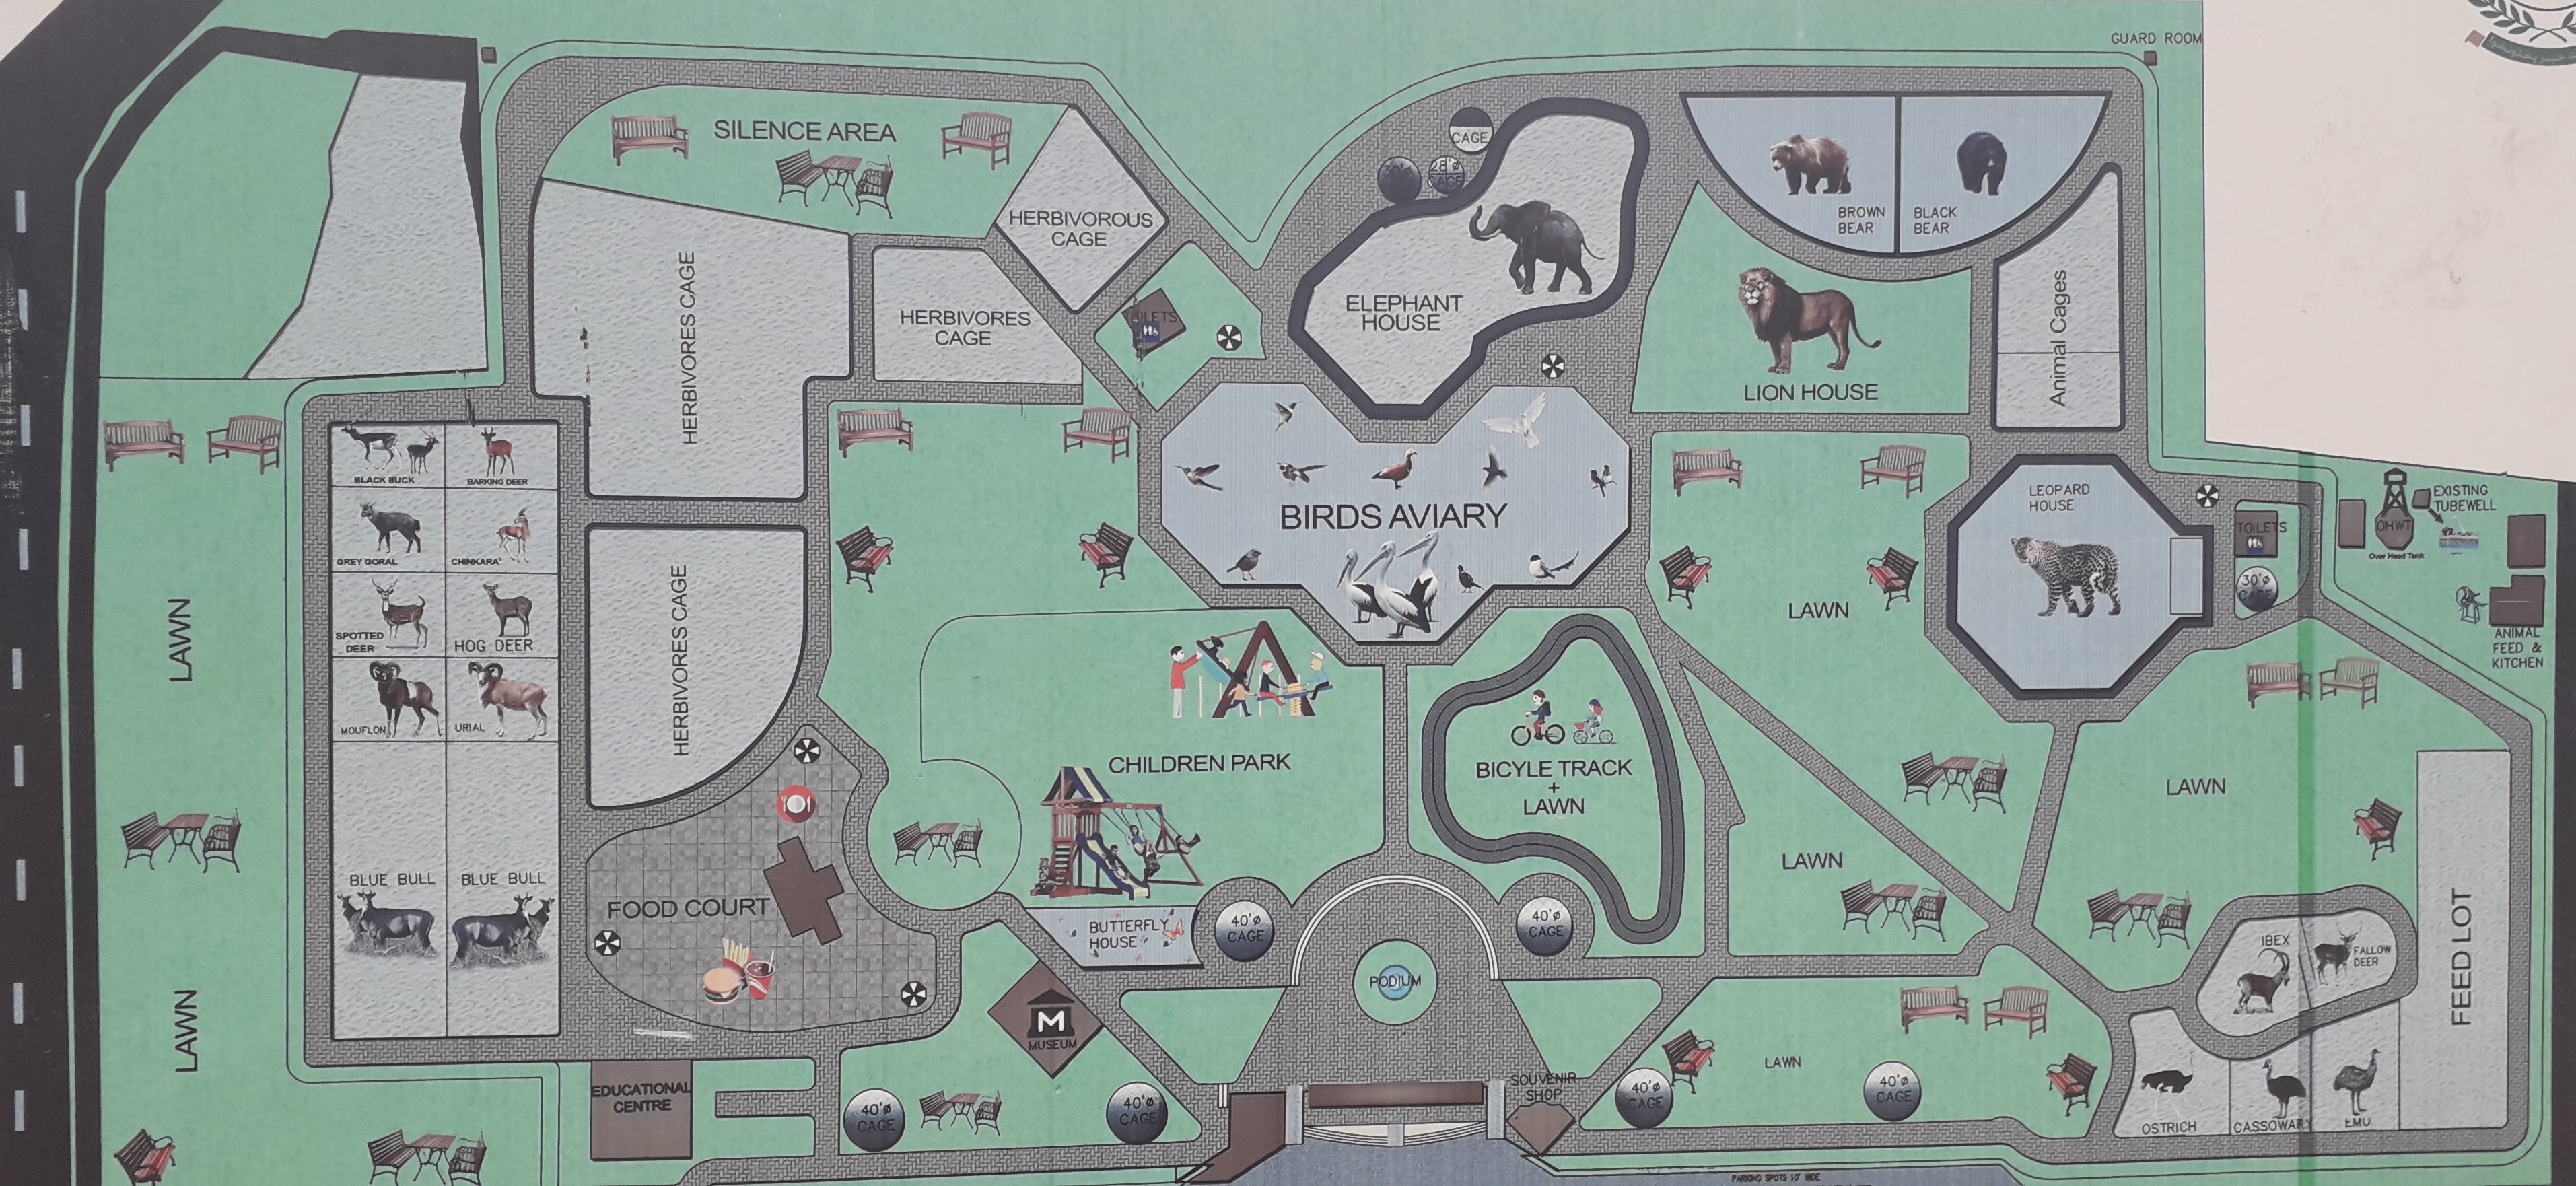 GUARD ROOM
SILENCE AREA
CAGE
28'ø
CAGE
BROWN
BEAR
BLACK
BEAR
HERBIVOROUS
CAGE
HERBIVORES CAGE
HERBIVORES
CAGE
TOILETS
ELEPHANT
HOUSE
LION HOUSE
Animal Cages
BLACK BUCK
BARKING DEER
GREY GORAL
CHINKARA
SPOTTED
DEER
HOG DEER
MOUFLON
URIAL
BLUE BULL
BLUE BULL
LAWN
LAWN
HERBIVORES CAGE
BIRDS AVIARY
LEOPARD
HOUSE
TOILETS
30'ø
CAGE
OHWT
Over Head Tank
EXISTING
TUBEWELL
ANIMAL
FEED &
KITCHEN
LAWN
CHILDREN PARK
BICYLE TRACK
+
LAWN
LAWN
LAWN
FOOD COURT
BUTTERFLY
HOUSE
40'ø
CAGE
40'ø
CAGE
PODIUM
IBEX
FALLOW
DEER
FEED LOT
M
MUSEUM
EDUCATIONAL
CENTRE
40'ø
CAGE
40'ø
CAGE
SOUVENIR
SHOP
40'ø
CAGE
LAWN
40'ø
CAGE
OSTRICH
CASSOWARY
EMU
PARKING SPOTS 10' WIDE